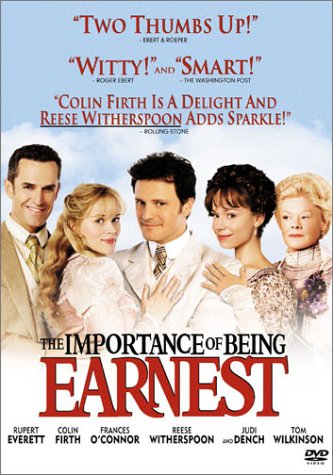 "TWO THUMBS UP!"
- EBERT & ROEPER
"WITTY!" AND "SMART!"
- ROGER EBERT - THE WASHINGTON POST
"COLIN FIRTH IS A DELIGHT AND
REESE WITHERSPOON ADDS SPARKLE!"
- ROLLING STONE
THE IMPORTANCE OF BEING
EARNEST
RUPERT COLIN FRANCES REESE JUDI TOM
EVERETT FIRTH O'CONNOR WITHERSPOON AND DENCH WILKINSON
DVD
VIDEO